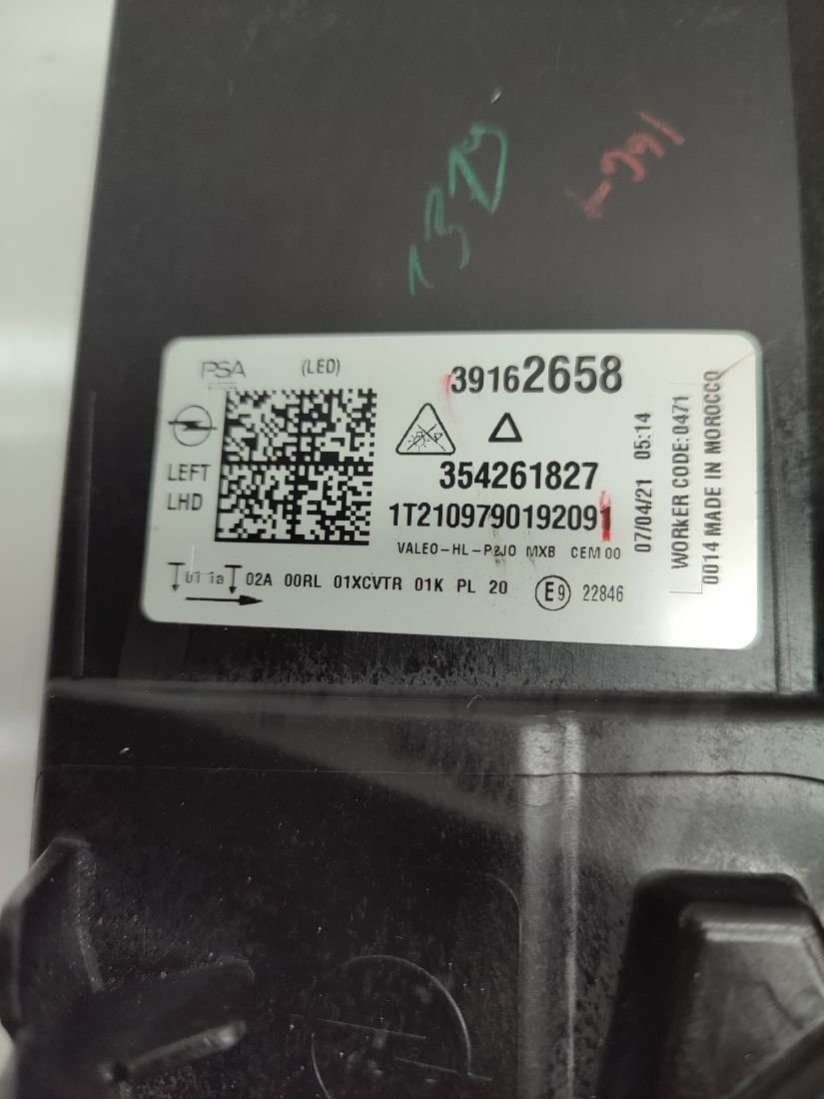 PSA
(LED)
39162658
LEFT
LHD
354261827
1T2109790192091
VALEO-HL-P2JO MXB CEM 00
02A 00RL 01XCVTR 01K PL 20
E9 22846
07/04/21 05:14
WORKER CODE:0471
0014 MADE IN MOROCCO